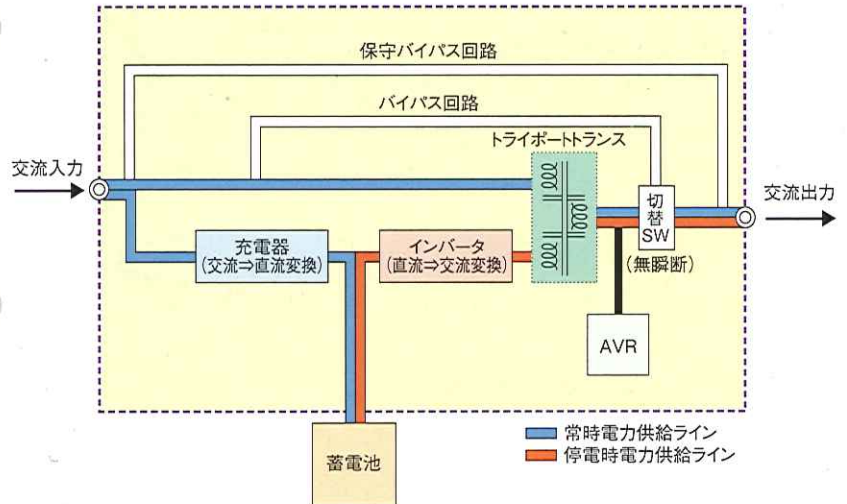 保守バイパス回路
バイパス回路
トライポートトランス
交流入力
交流出力
切
替
SW
充電器
(交流⇒直流変換)
インバータ
(直流⇒交流変換)
(無瞬断)
AVR
蓄電池
常時電力供給ライン
停電時電力供給ライン